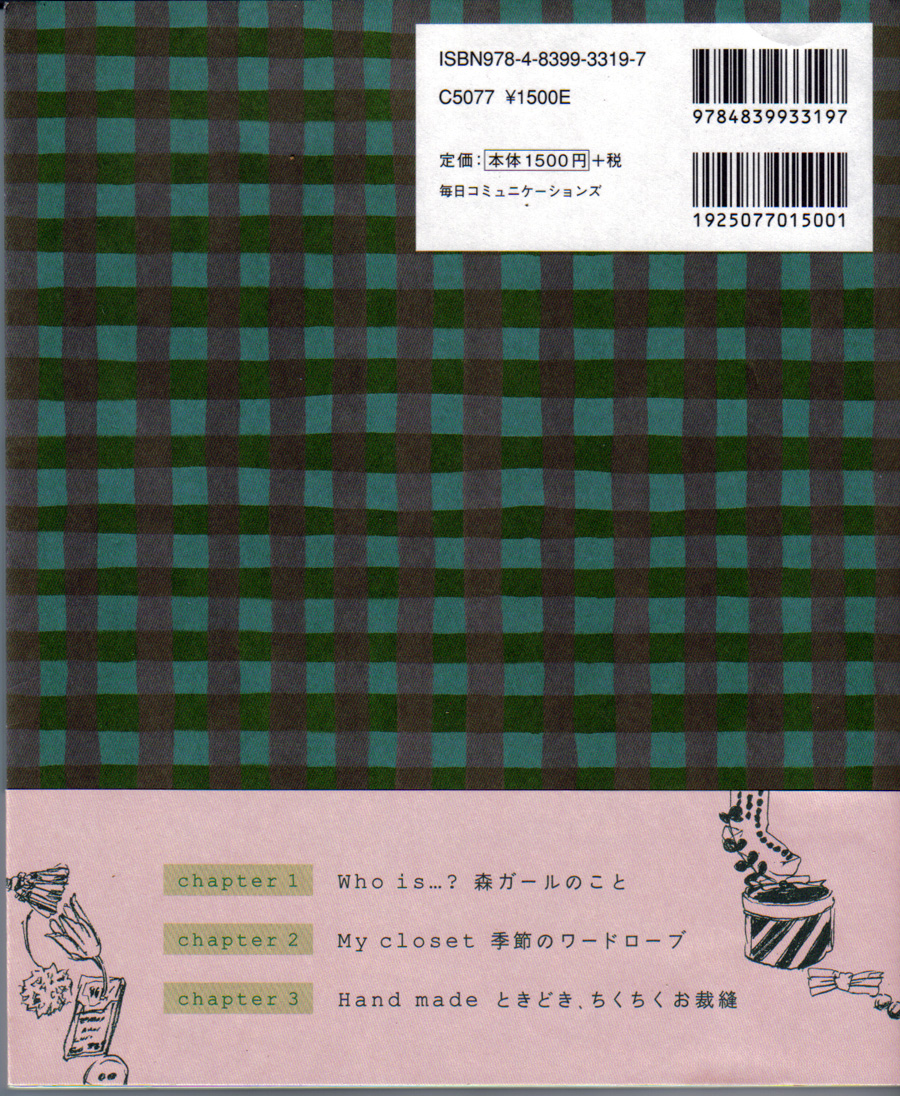 ISBN978-4-8399-3319-7
C5077 ¥1500E
9784839933197
定価：本体1500円+税
毎日コミュニケーションズ
1925077015001
chapter 1 Who is…? 森ガールのこと
chapter 2 My closet 季節のワードローブ
chapter 3 Hand made ときどき、ちくちくお裁縫